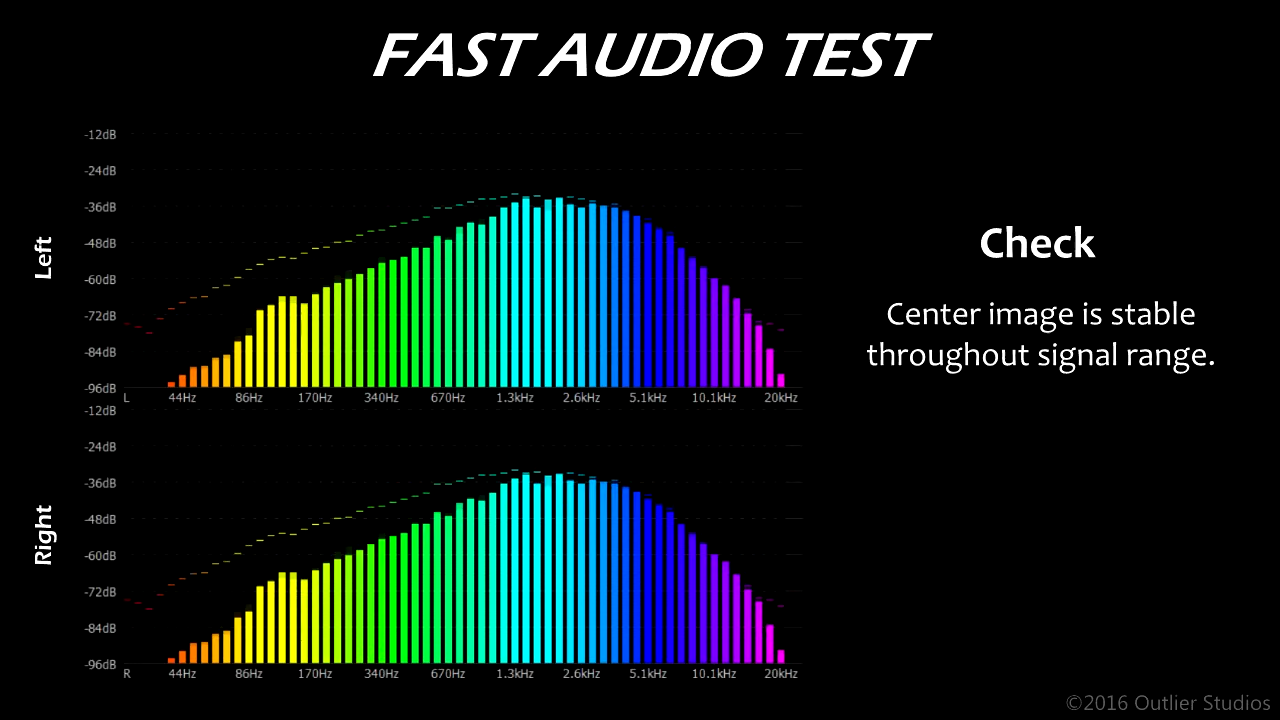 FAST AUDIO TEST
Left
-12dB
-24dB
-36dB
-48dB
-60dB
-72dB
-84dB
-96dB
L 44Hz 86Hz 170Hz 340Hz 670Hz 1.3kHz 2.6kHz 5.1kHz 10.1kHz 20kHz
Check
Center image is stable
throughout signal range.
Right
-12dB
-24dB
-36dB
-48dB
-60dB
-72dB
-84dB
-96dB
R 44Hz 86Hz 170Hz 340Hz 670Hz 1.3kHz 2.6kHz 5.1kHz 10.1kHz 20kHz
©2016 Outlier Studios